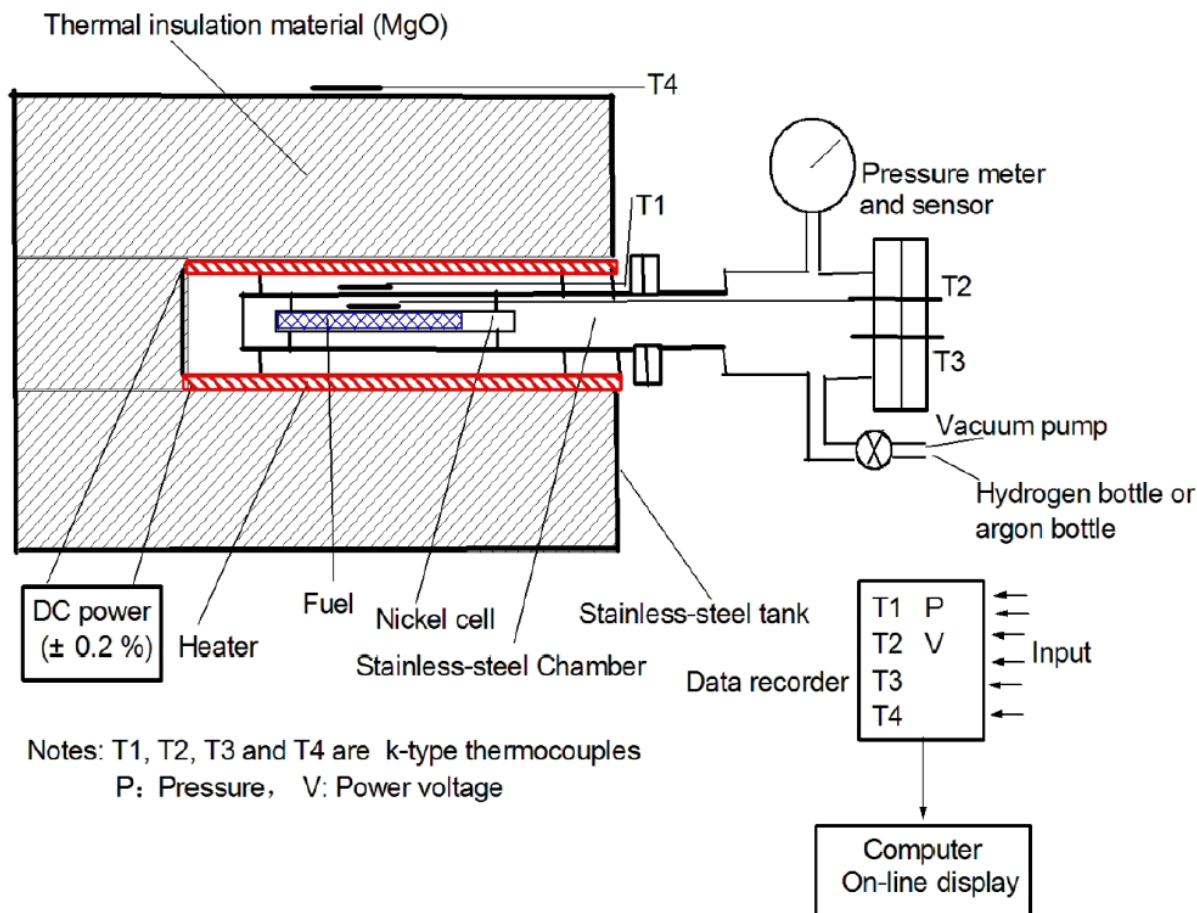 Thermal insulation material (MgO)
T4
Pressure meter
and sensor
T1
T2
T3
Vacuum pump
Hydrogen bottle or
argon bottle
DC power
(± 0.2 %)
Heater
Fuel
Nickel cell
Stainless-steel Chamber
Stainless-steel tank
Data recorder
T1 P
T2 V
T3
T4
Input
Notes: T1, T2, T3 and T4 are k-type thermocouples
P: Pressure, V: Power voltage
Computer
On-line display